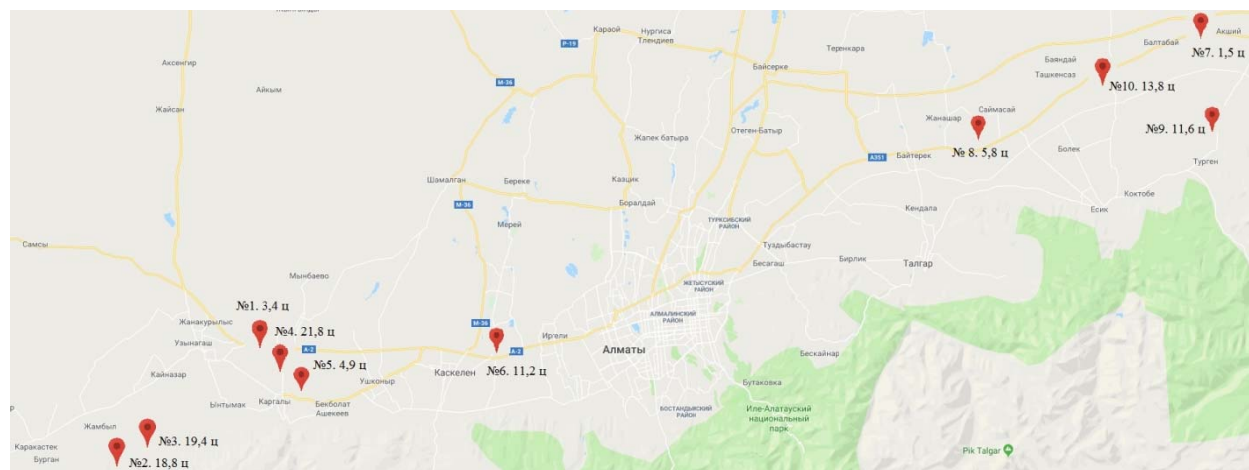 Караой
Нургиса
Тлендиев
Р-19
Теренкара
Балтабай
Акший
№7. 1,5 ц
Аксенгир
М-36
Байсерке
Баяндай
Ташкенсаз
№10. 13,8 ц
Айкым
Жайсан
Жанашар
Саймасай
№9. 11,6 ц
Жапек батыра
Отеген-Батыр
А351
Байтерек
№ 8. 5,8 ц
Болек
Турген
Шамалган
Береке
Казцик
М-36
Боралдай
Коктобе
Мерей
ТУРКСИБСКИЙ
РАЙОН
Кендала
Есик
Самсы
Туздыбастау
Бесагаш
Бирлик
Талгар
Мынбаево
ЖЕТЫСУСКИЙ
РАЙОН
№1. 3,4 ц
Жанакурылыс
Узынагаш
№4. 21,8 ц
М-36
Иргели
АЛМАЛИНСКИЙ
РАЙОН
А-2
А-2
Алматы
Бескайнар
№5. 4,9 ц
Кайназар
Ушконыр
Каскелен
№6. 11,2 ц
Бутаковка
Ынтымак
Каргалы
Бекболат
Ашекеев
БОСТАНДЫКСКИЙ
РАЙОН
Иле-Алатауский
национальный
парк
Жамбыл
№3. 19,4 ц
Каракастек
Бурган
№2. 18,8 ц
Pik Talgar